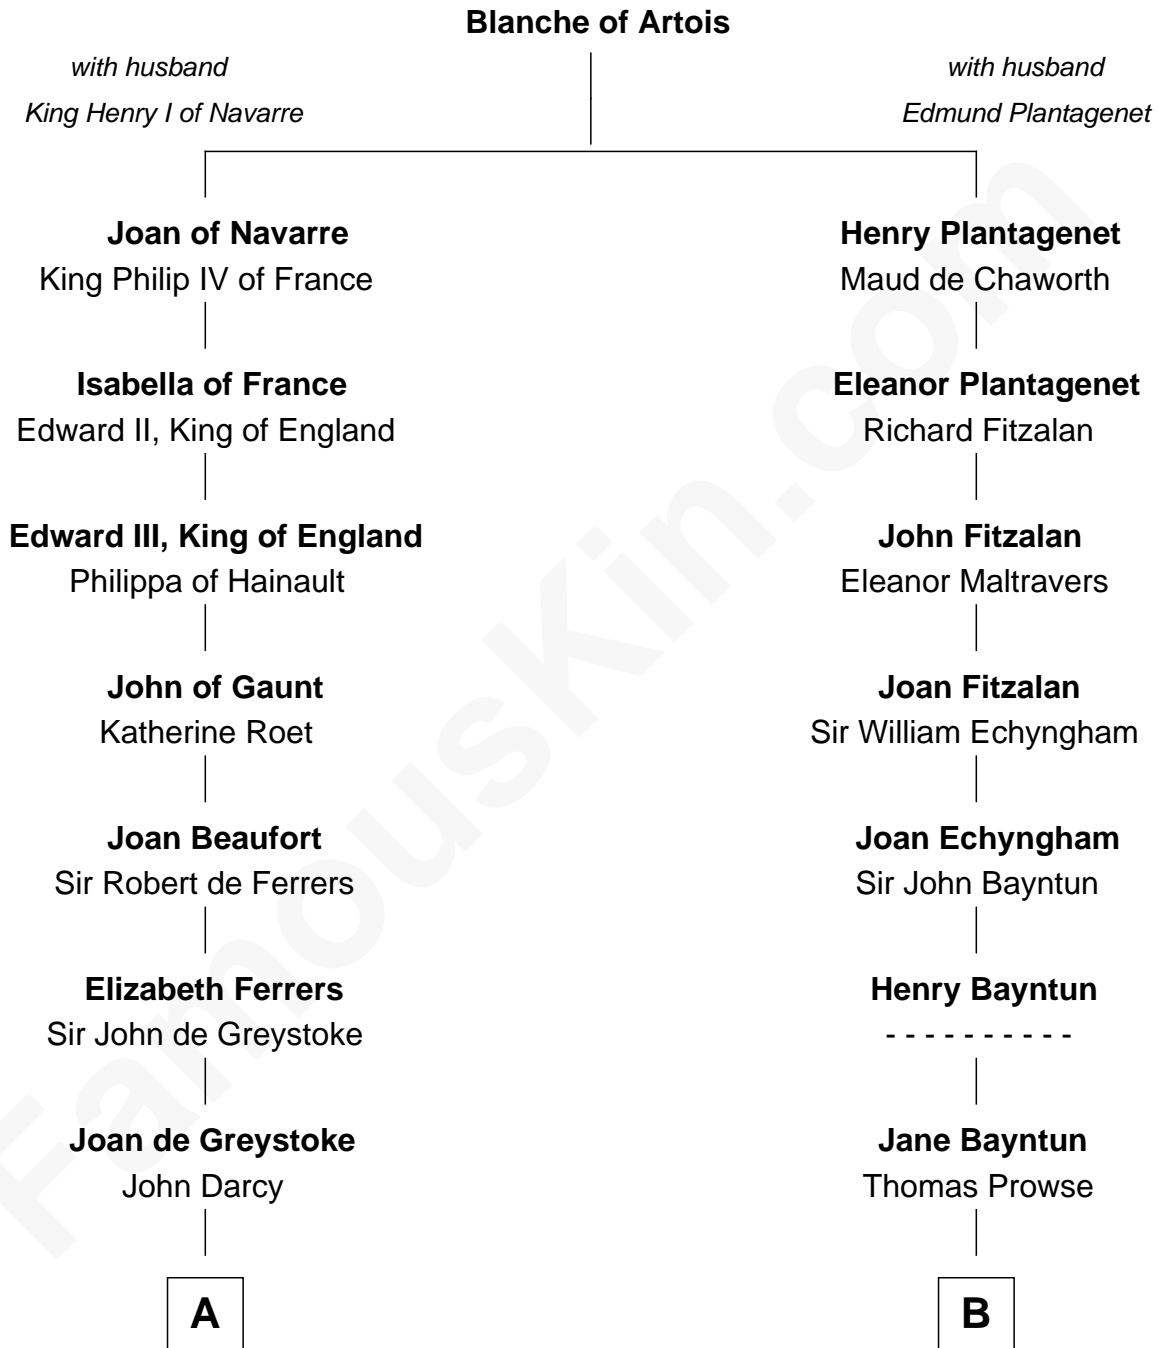 Blanche of Artois
with husband
King Henry I of Navarre
with husband
Edmund Plantagenet
Joan of Navarre
King Philip IV of France
Henry Plantagenet
Maud de Chaworth
Isabella of France
Edward II, King of England
Eleanor Plantagenet
Richard Fitzalan
Edward III, King of England
Philippa of Hainault
John Fitzalan
Eleanor Maltravers
John of Gaunt
Katherine Roet
Joan Fitzalan
Sir William Echyngham
Joan Beaufort
Sir Robert de Ferrers
Joan Echyngham
Sir John Bayntun
Elizabeth Ferrers
Sir John de Greystoke
Henry Bayntun
- - - - - - - - - -
Joan de Greystoke
John Darcy
Jane Bayntun
Thomas Prowse
A
B
FamousKin.com